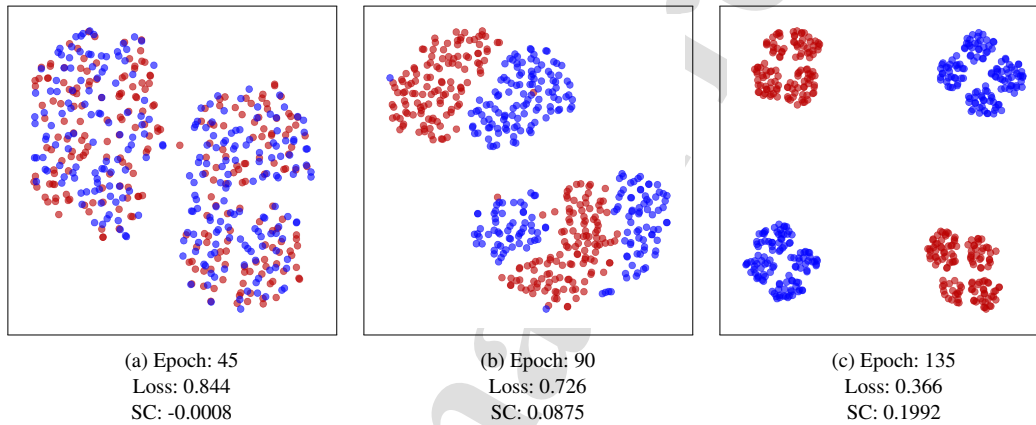 (a) Epoch: 45
Loss: 0.844
SC: -0.0008
(b) Epoch: 90
Loss: 0.726
SC: 0.0875
(c) Epoch: 135
Loss: 0.366
SC: 0.1992